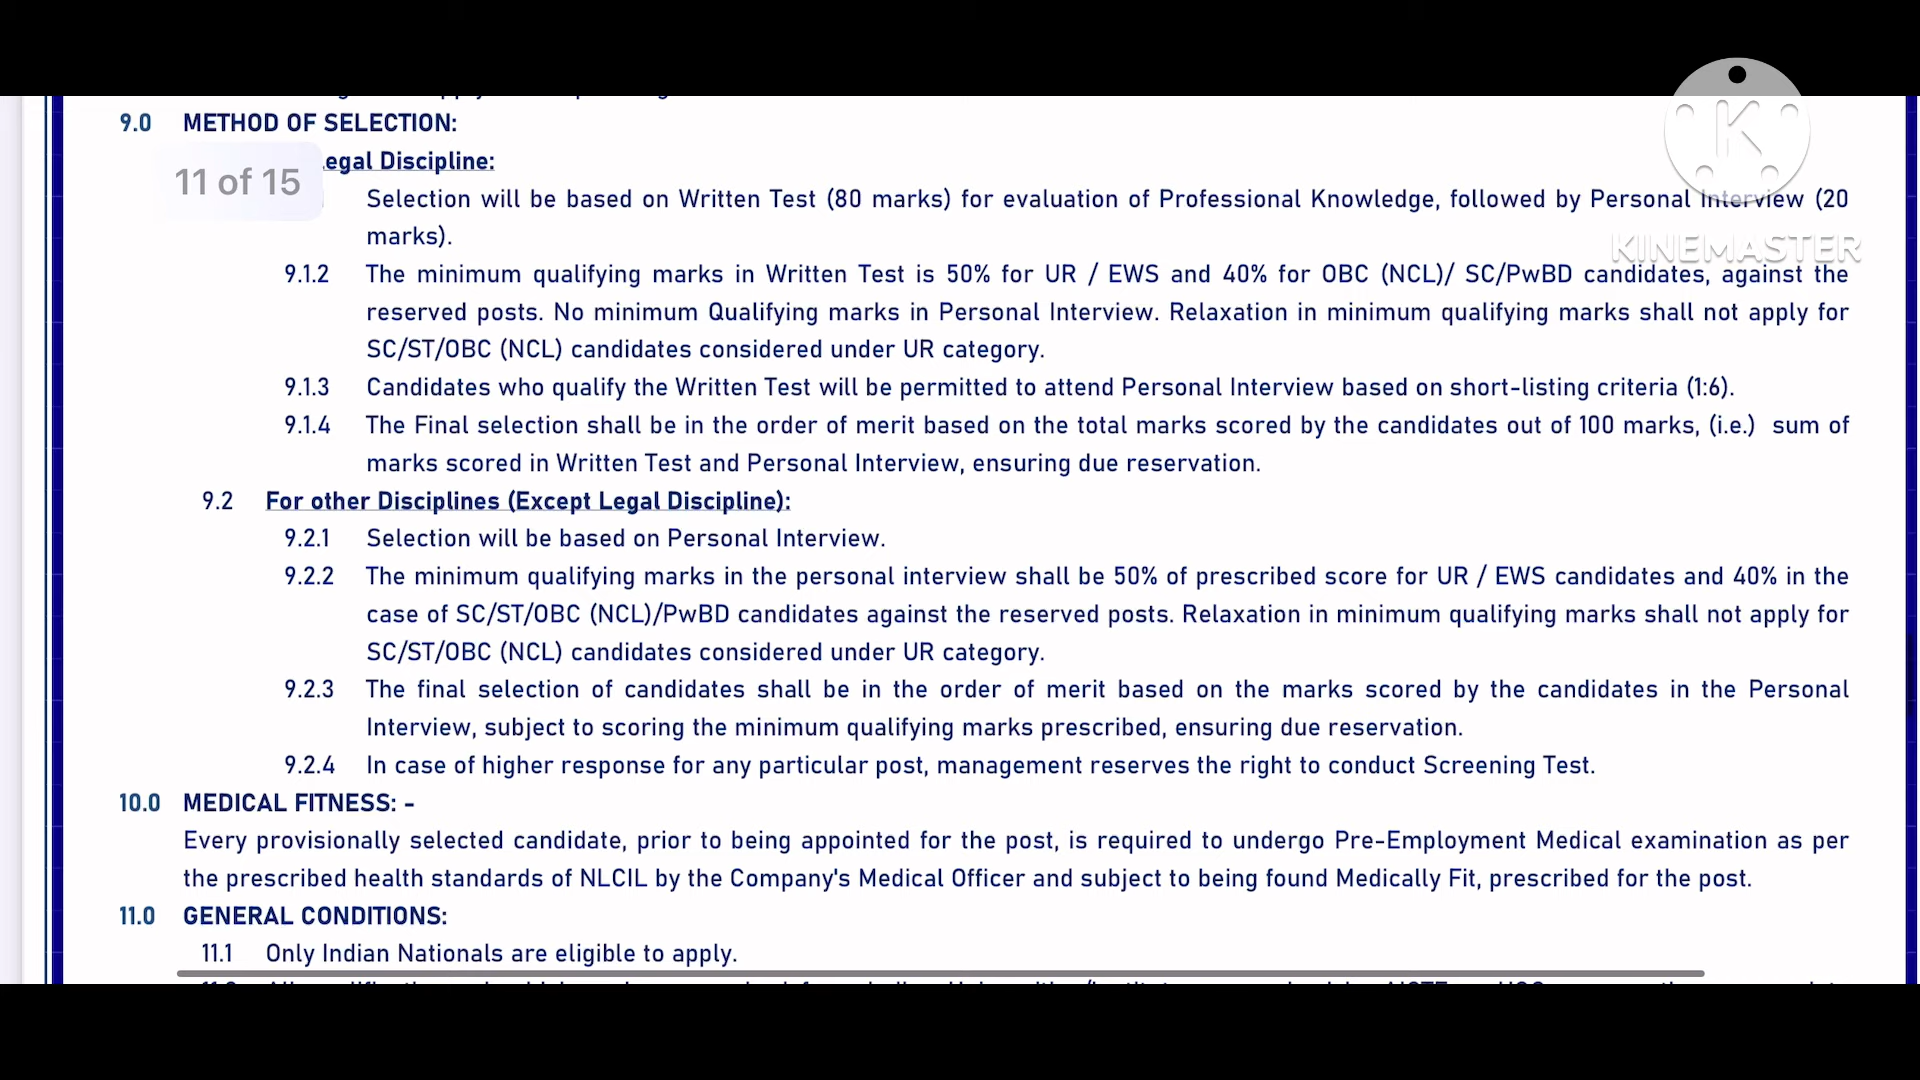 9.0 METHOD OF SELECTION:
11 of 15
egal Discipline:
Selection will be based on Written Test (80 marks) for evaluation of Professional Knowledge, followed by Personal Interview (20
marks).
KINEMASTER
9.1.2 The minimum qualifying marks in Written Test is 50% for UR / EWS and 40% for OBC (NCL)/ SC/PwBD candidates, against the
reserved posts. No minimum Qualifying marks in Personal Interview. Relaxation in minimum qualifying marks shall not apply for
SC/ST/OBC (NCL) candidates considered under UR category.
9.1.3 Candidates who qualify the Written Test will be permitted to attend Personal Interview based on short-listing criteria (1:6).
9.1.4 The Final selection shall be in the order of merit based on the total marks scored by the candidates out of 100 marks, (i.e.) sum of
marks scored in Written Test and Personal Interview, ensuring due reservation.
9.2 For other Disciplines (Except Legal Discipline):
9.2.1 Selection will be based on Personal Interview.
9.2.2 The minimum qualifying marks in the personal interview shall be 50% of prescribed score for UR / EWS candidates and 40% in the
case of SC/ST/OBC (NCL)/PwBD candidates against the reserved posts. Relaxation in minimum qualifying marks shall not apply for
SC/ST/OBC (NCL) candidates considered under UR category.
9.2.3 The final selection of candidates shall be in the order of merit based on the marks scored by the candidates in the Personal
Interview, subject to scoring the minimum qualifying marks prescribed, ensuring due reservation.
9.2.4 In case of higher response for any particular post, management reserves the right to conduct Screening Test.
10.0 MEDICAL FITNESS: -
Every provisionally selected candidate, prior to being appointed for the post, is required to undergo Pre-Employment Medical examination as per
the prescribed health standards of NLCIL by the Company's Medical Officer and subject to being found Medically Fit, prescribed for the post.
11.0 GENERAL CONDITIONS:
11.1 Only Indian Nationals are eligible to apply.